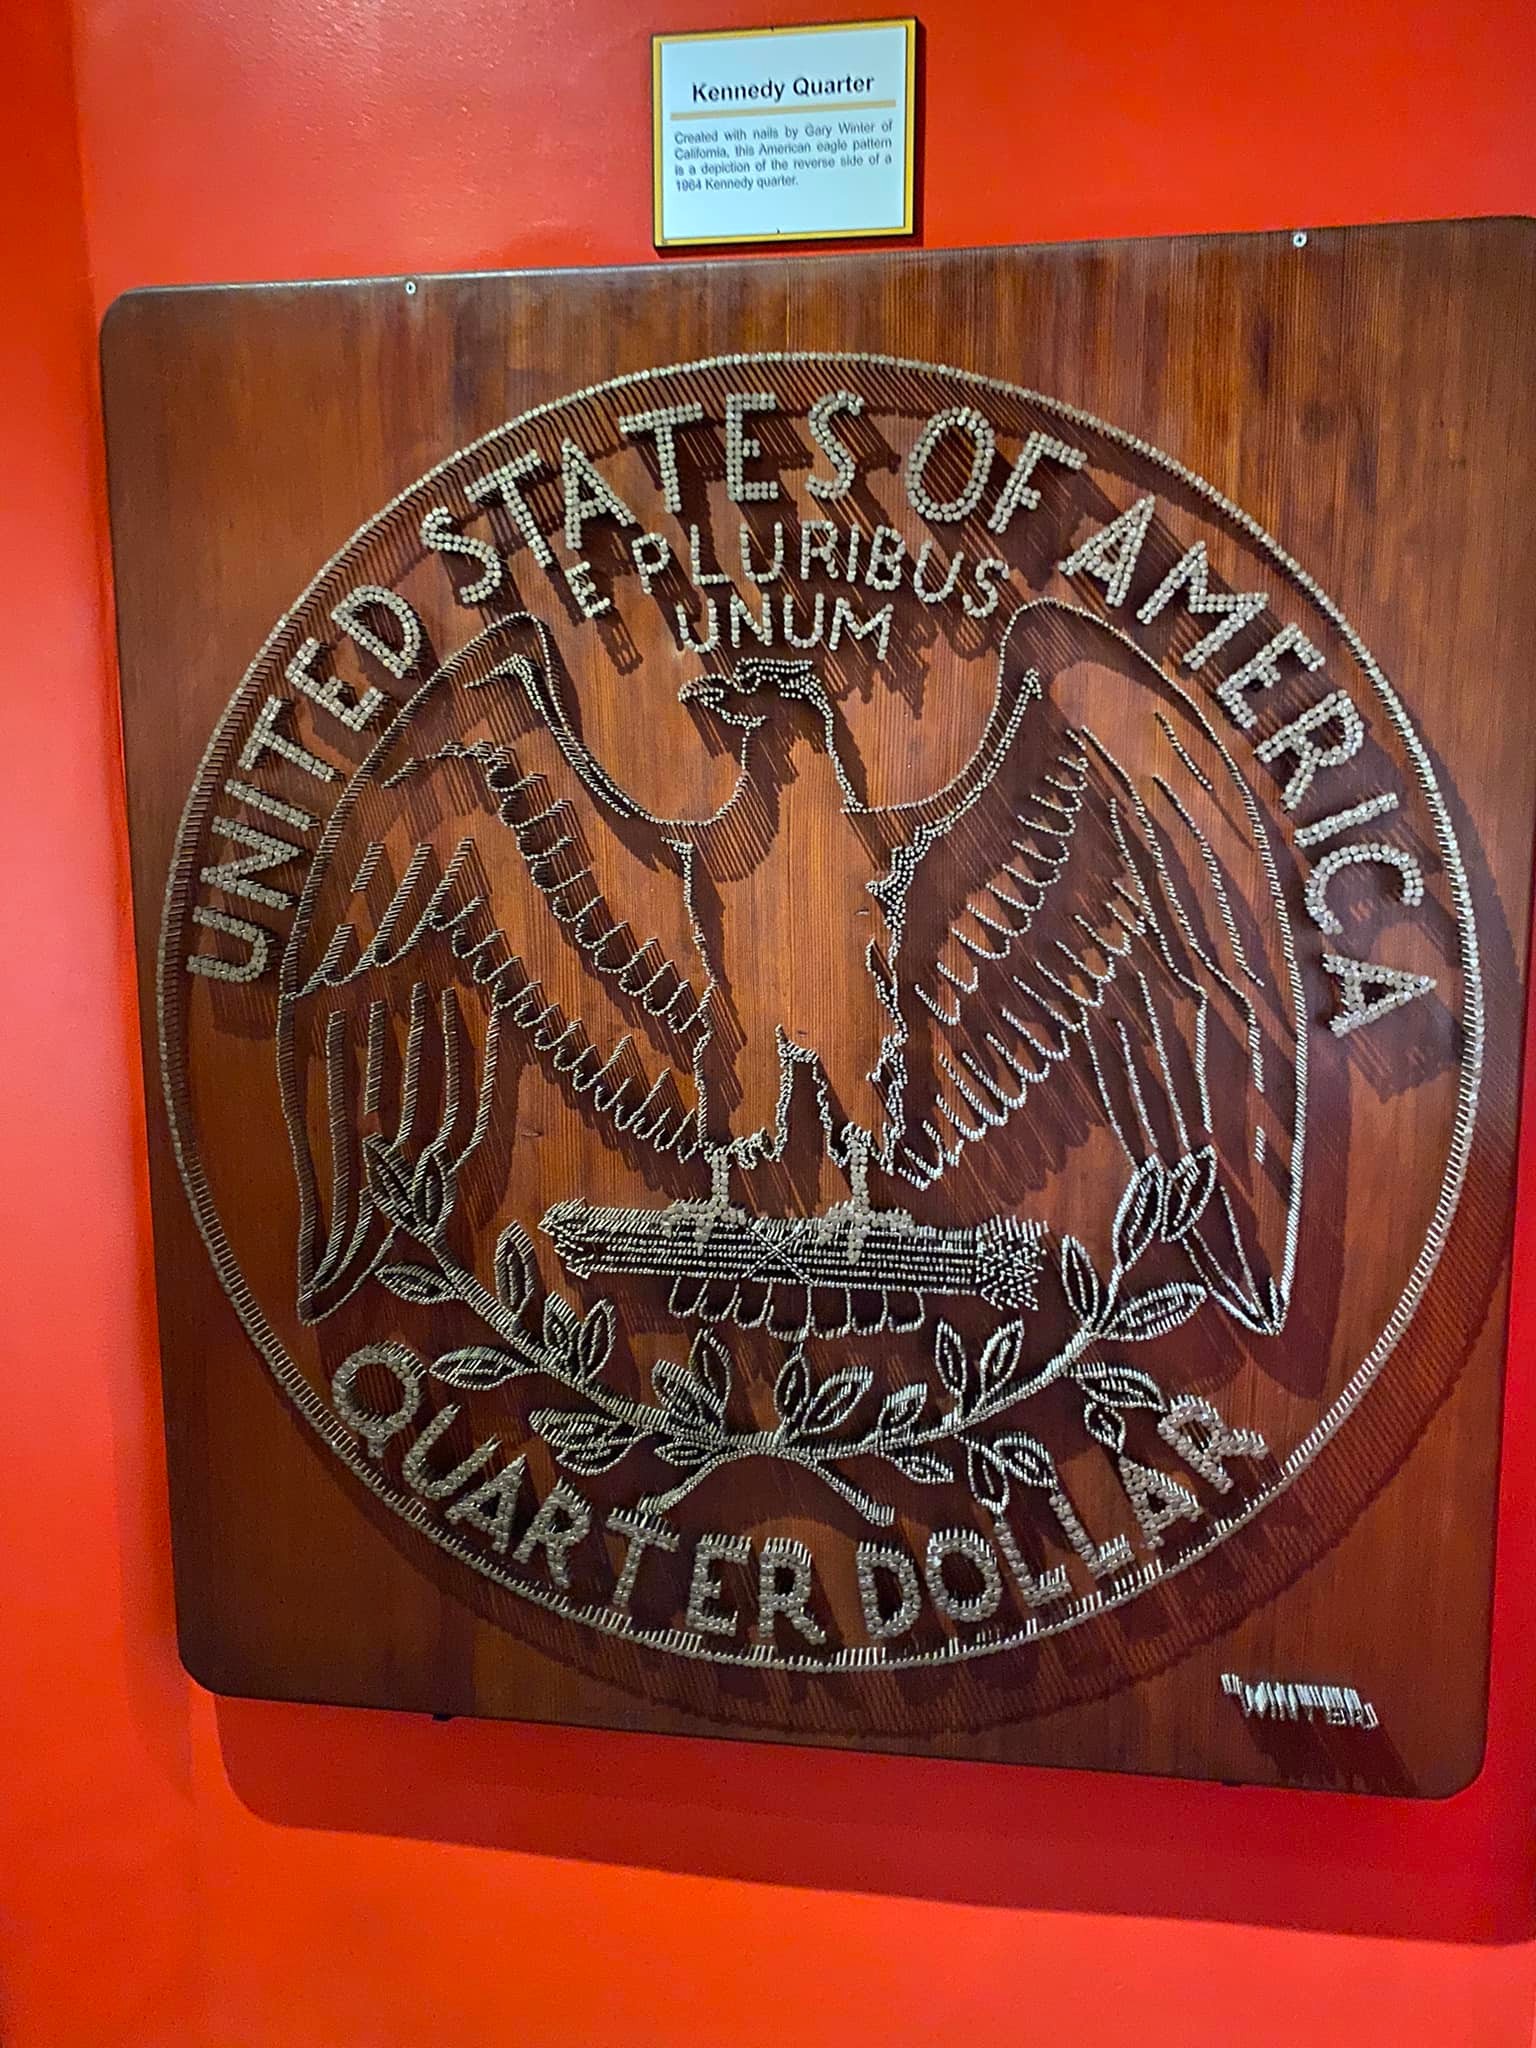 Kennedy Quarter
Created with nails by Gary Winter of
California, this American eagle pattern
is a depiction of the reverse side of a
1964 Kennedy quarter.
UNITED STATES OF AMERICA
E PLURIBUS
UNUM
QUARTER DOLLAR
WINTER